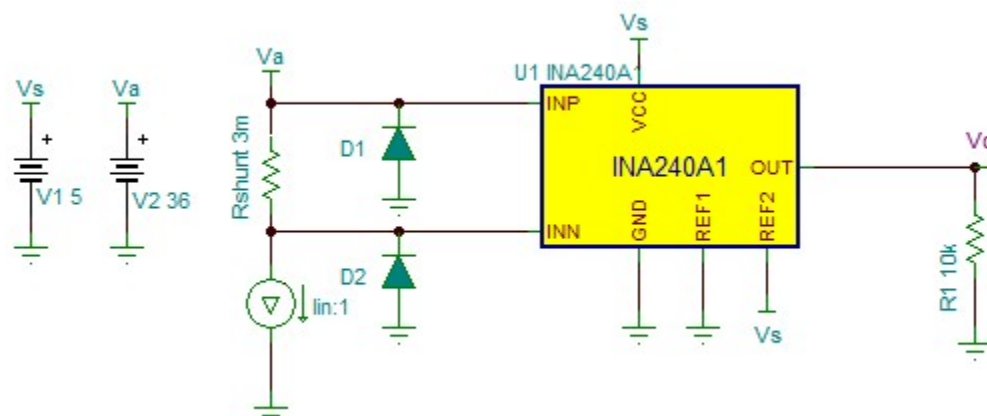 Vs
Va
V1 5
V2 36
Va
Rshunt 3m
Iin:1
D1
D2
Vs
U1 INA240A1
INP
VCC
INA240A1
OUT
INN
GND
REF1
REF2
Vs
R1 10k